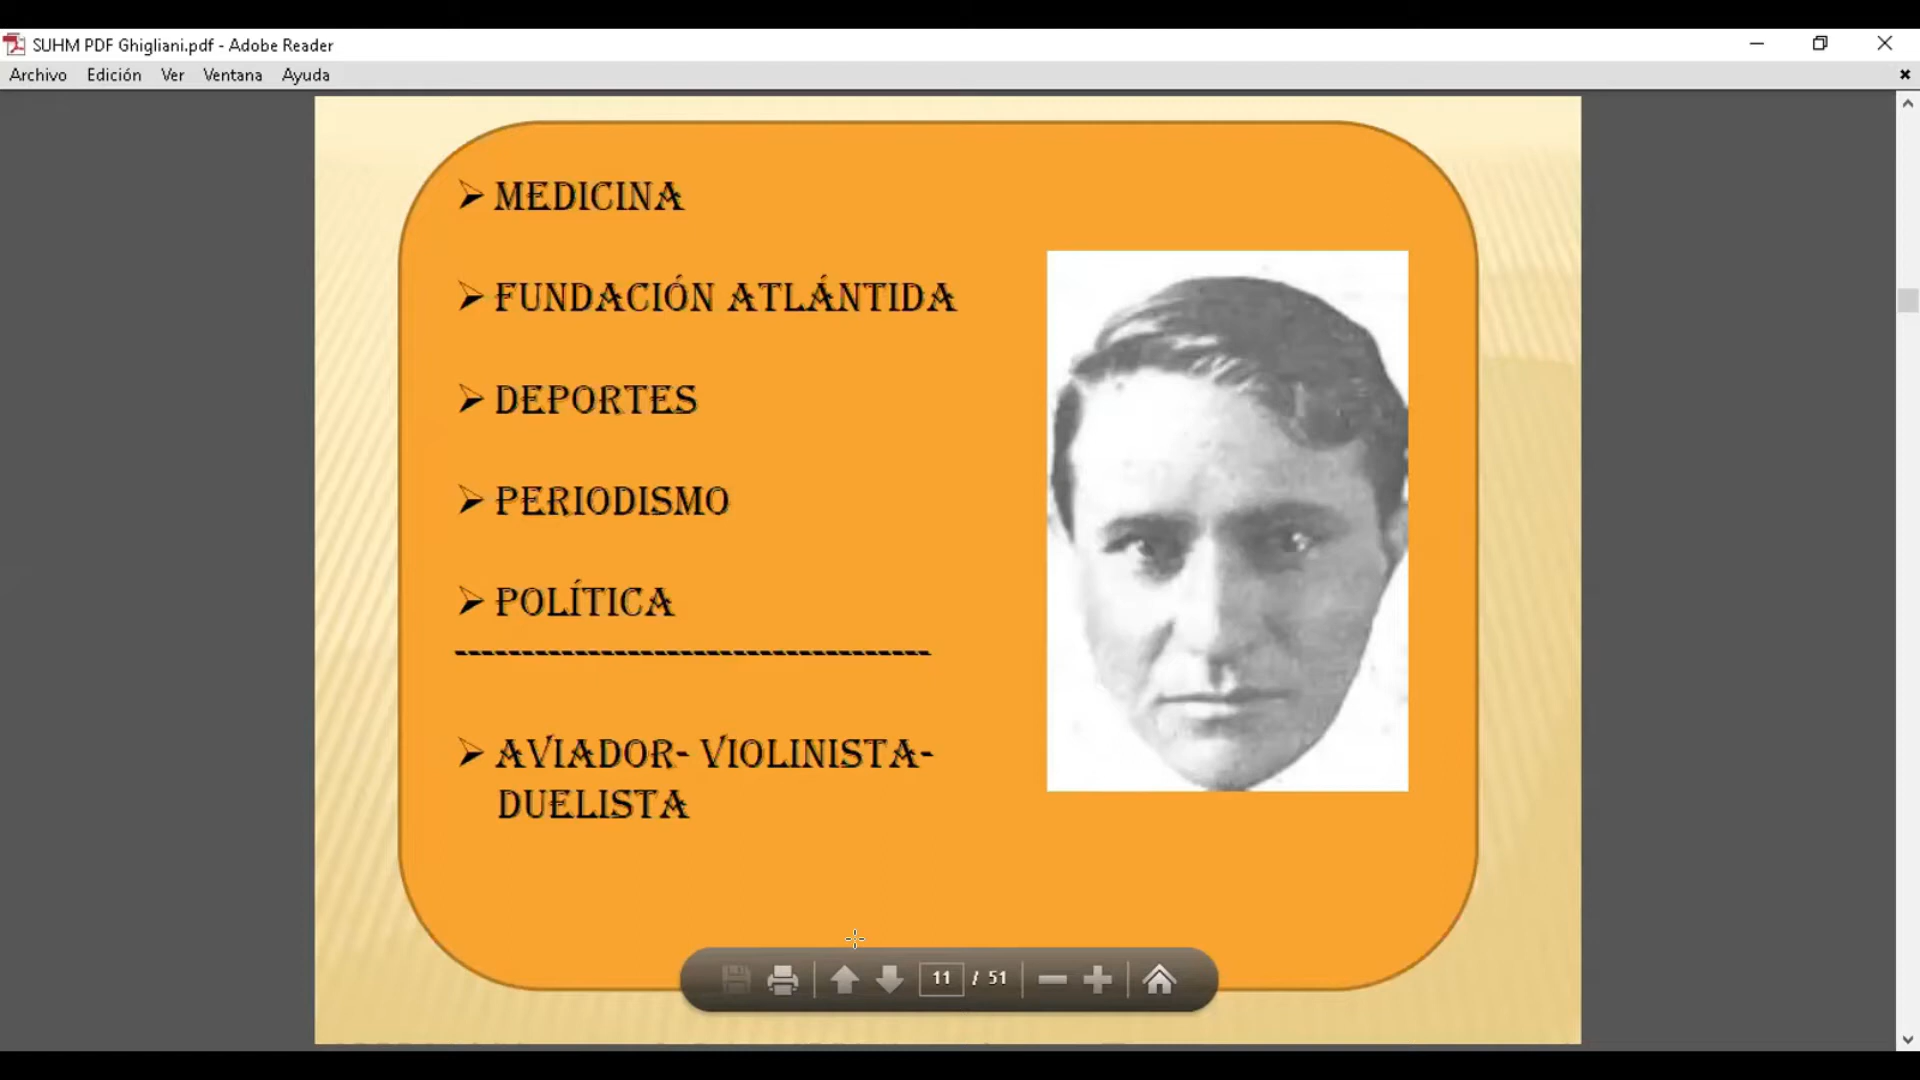 SUHM PDF Ghigliani.pdf - Adobe Reader
Archivo Edición Ver Ventana Ayuda
MEDICINA
FUNDACIÓN ATLÁNTIDA
DEPORTES
PERIODISMO
POLÍTICA
----------------------------------
AVIADOR- VIOLINISTA-
DUELISTA
11 / 51